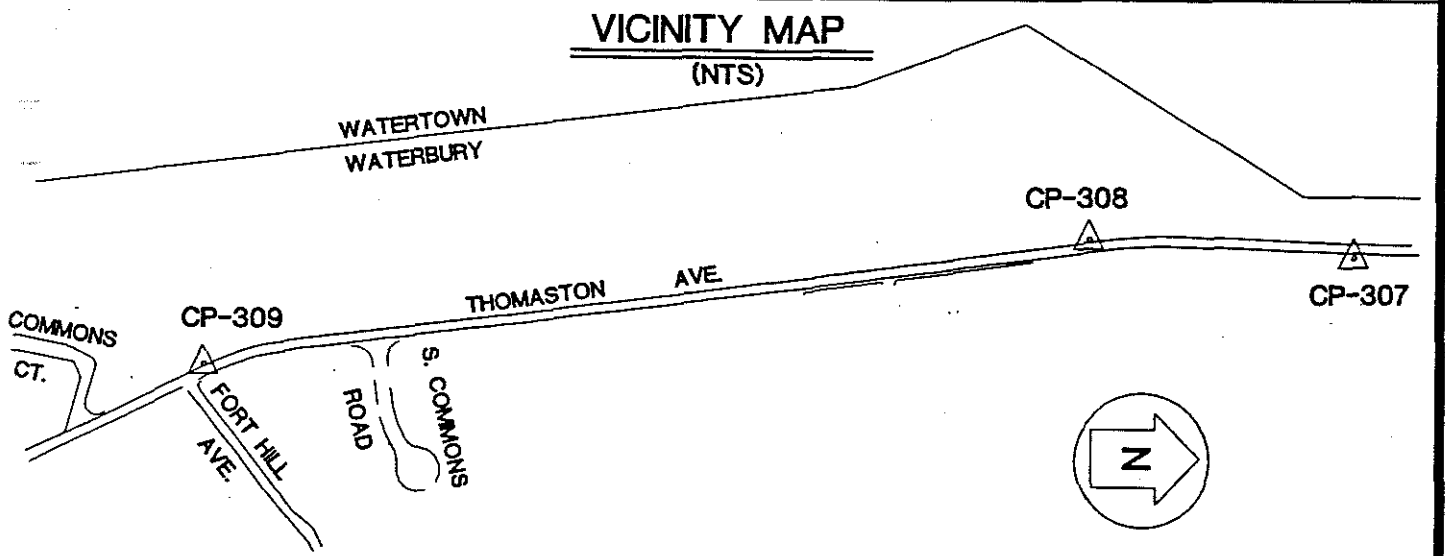 VICINITY MAP
(NTS)
WATERTOWN
WATERBURY
CP-308
CP-307
THOMASTON AVE.
CP-309
COMMONS
CT.
FORT HILL
AVE.
S. COMMONS
ROAD
N